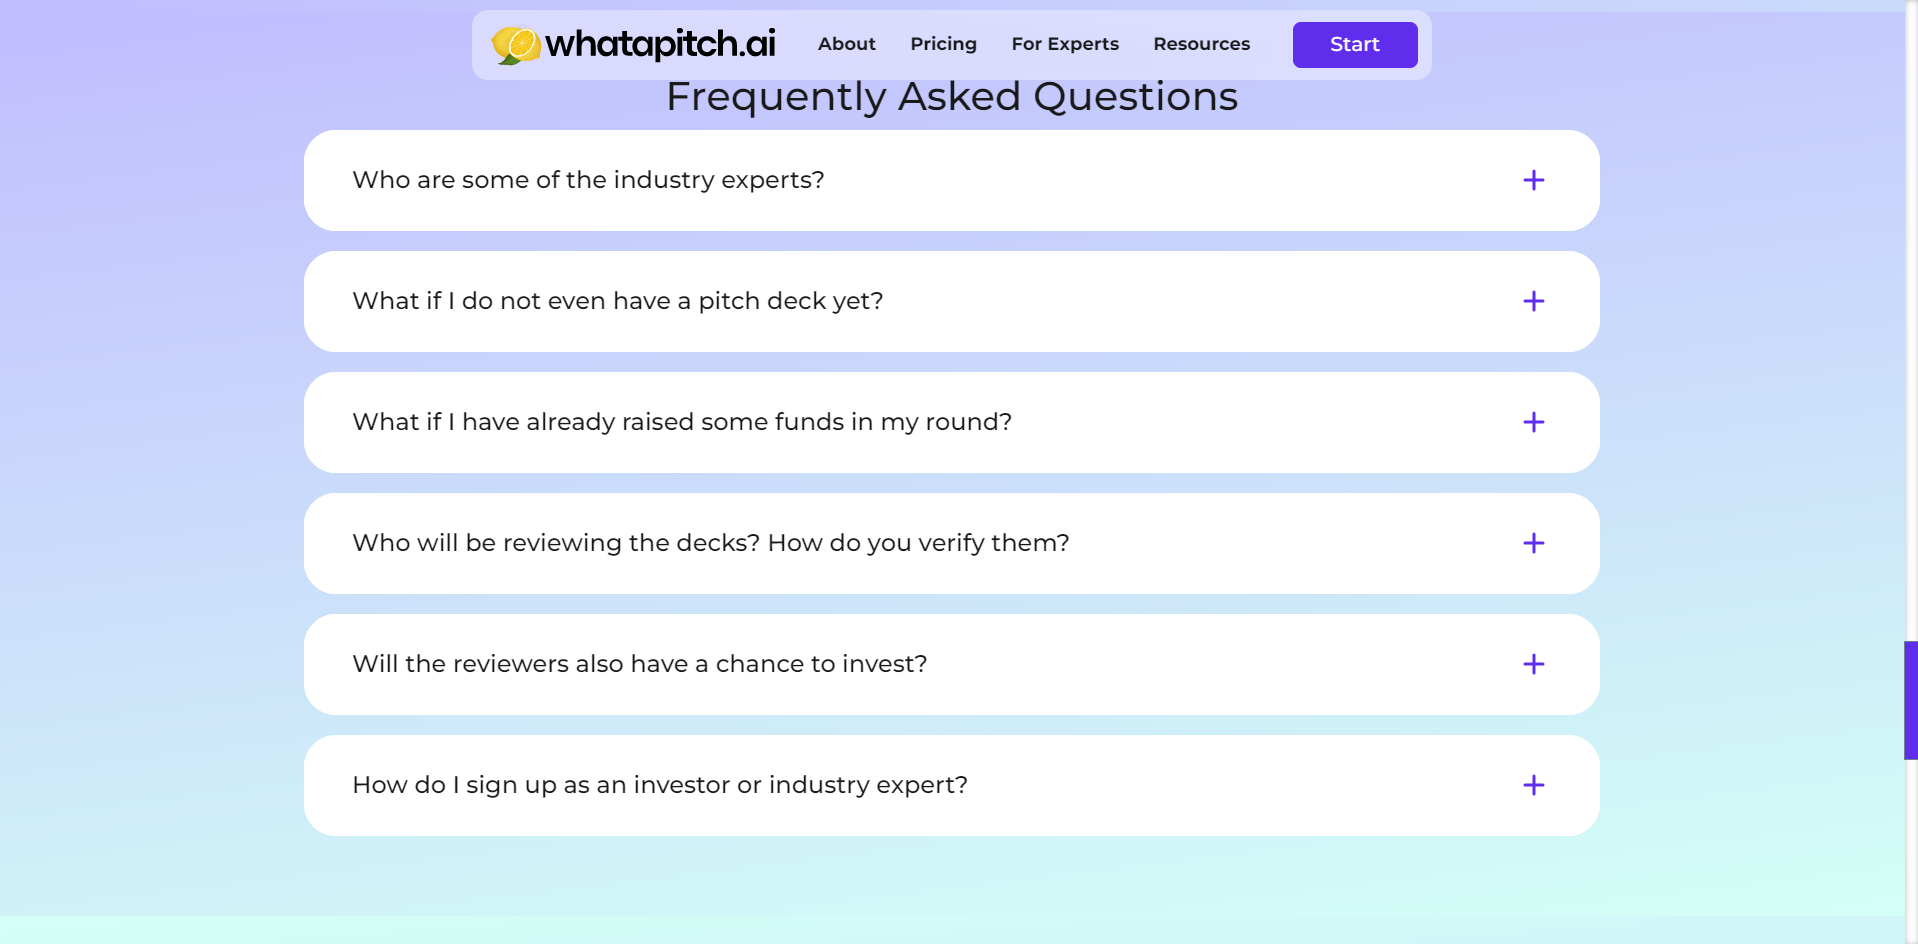 whatapitch.ai About Pricing For Experts Resources Start
Frequently Asked Questions
Who are some of the industry experts?
What if I do not even have a pitch deck yet?
What if I have already raised some funds in my round?
Who will be reviewing the decks? How do you verify them?
Will the reviewers also have a chance to invest?
How do I sign up as an investor or industry expert?